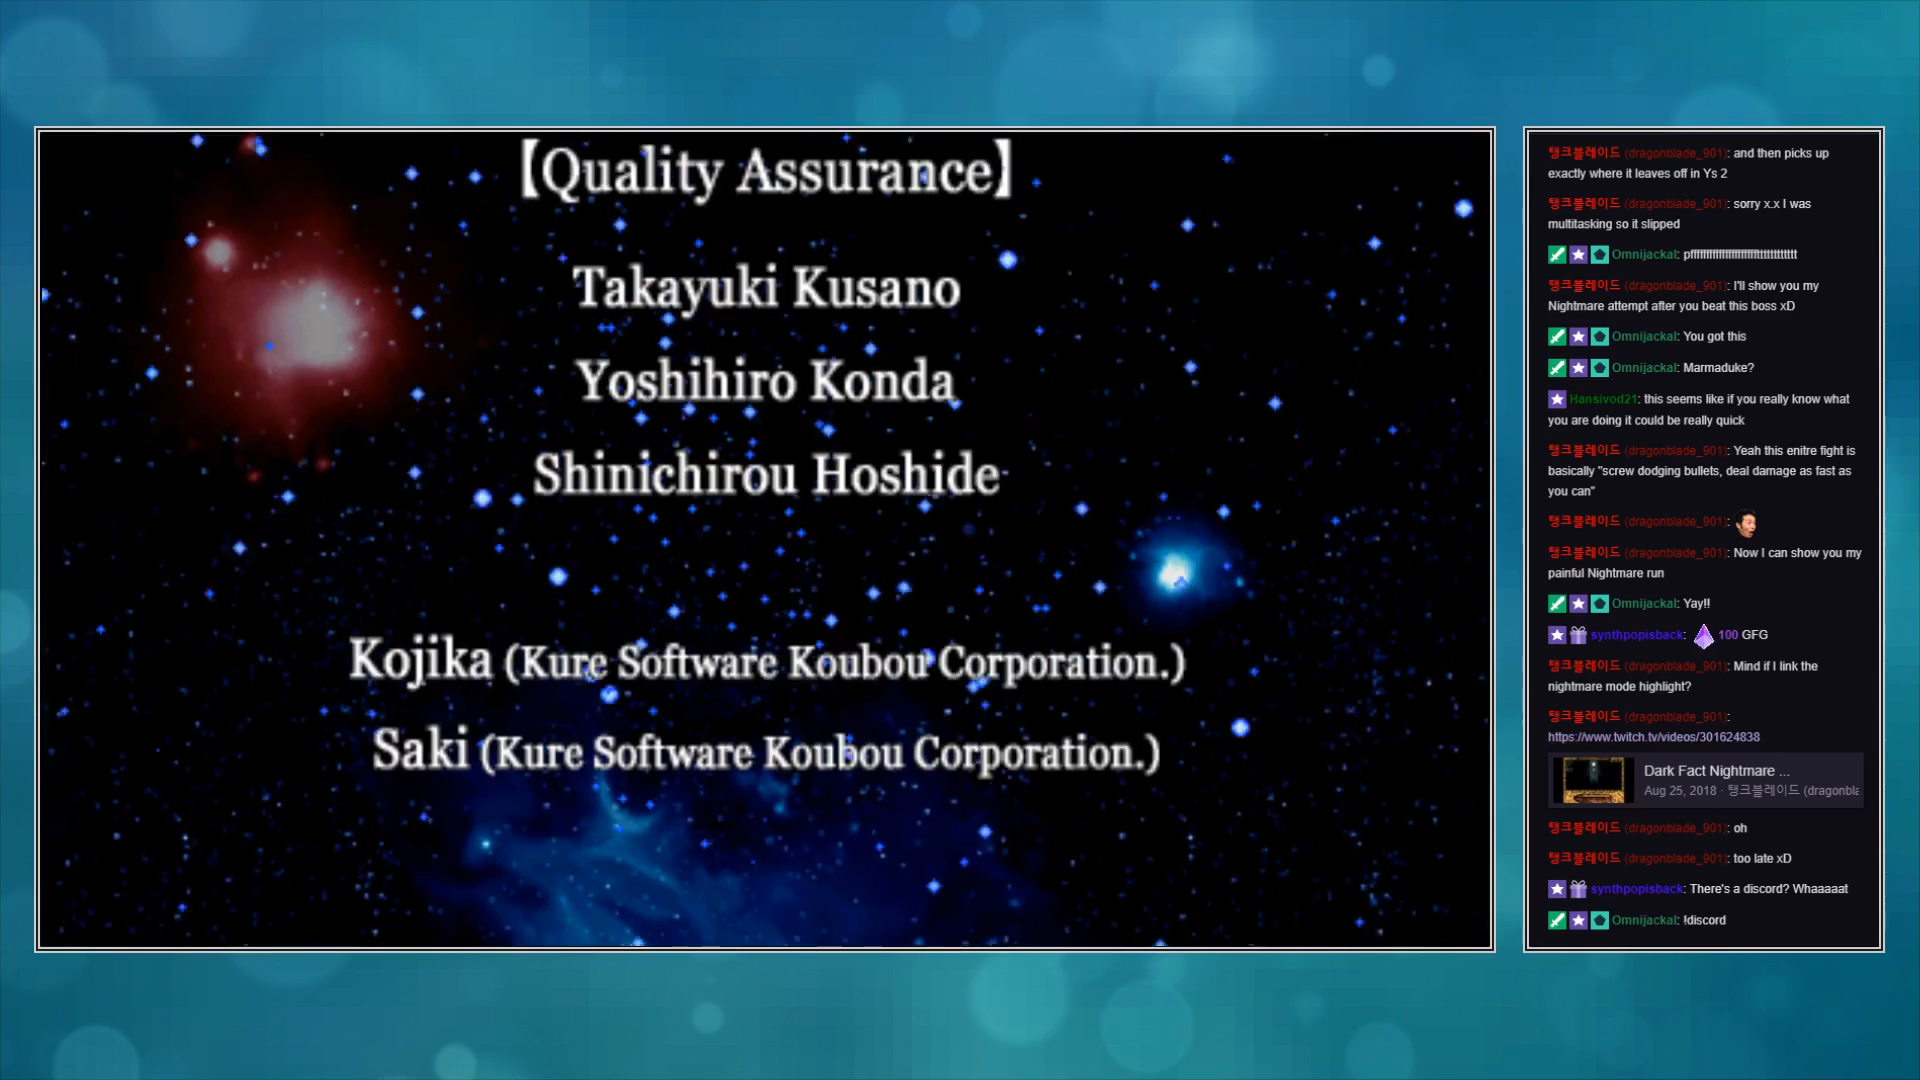 【Quality Assurance】
Takayuki Kusano
Yoshihiro Konda
Shinichirou Hoshide
Kojika (Kure Software Koubou Corporation.)
Saki (Kure Software Koubou Corporation.)
탱크블레이드 (dragonblade_901): and then picks up
exactly where it leaves off in Ys 2
탱크블레이드 (dragonblade_901): sorry x.x I was
multitasking so it slipped
Omnijackal: pffffffffffffffffffffffftttttttttttt
탱크블레이드 (dragonblade_901): I'll show you my
Nightmare attempt after you beat this boss xD
Omnijackal: You got this
Omnijackal: Marmaduke?
Hansivod21: this seems like if you really know what
you are doing it could be really quick
탱크블레이드 (dragonblade_901): Yeah this enitre fight is
basically "screw dodging bullets, deal damage as fast as
you can"
탱크블레이드 (dragonblade_901):
탱크블레이드 (dragonblade_901): Now I can show you my
painful Nightmare run
Omnijackal: Yay!!
synthpopisback: 100 GFG
탱크블레이드 (dragonblade_901): Mind if I link the
nightmare mode highlight?
탱크블레이드 (dragonblade_901):
https://www.twitch.tv/videos/301624838
Dark Fact Nightmare ...
Aug 25, 2018 · 탱크블레이드 (dragonbla
탱크블레이드 (dragonblade_901): oh
탱크블레이드 (dragonblade_901): too late xD
synthpopisback: There's a discord? Whaaaaat
Omnijackal: !discord